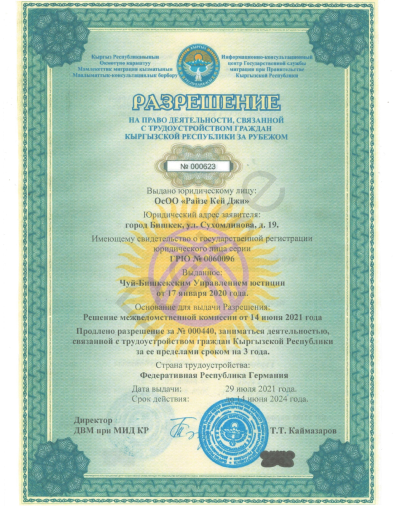 Кыргыз Республикасынын
Өкмөтүнө караштуу
Мамлекеттик миграция кызматынын
Маалыматтык-консультациялык борбору
Информационно-консультационный
центр Государственной службы
миграции при Правительстве
Кыргызской Республики
РАЗРЕШЕНИЕ
НА ПРАВО ДЕЯТЕЛЬНОСТИ, СВЯЗАННОЙ
С ТРУДОУСТРОЙСТВОМ ГРАЖДАН
КЫРГЫЗСКОЙ РЕСПУБЛИКИ ЗА РУБЕЖОМ
№ 000623
Выдано юридическому лицу:
ОсОО «Райзе Кей Джи»
Юридический адрес заявителя:
город Бишкек, ул. Сухомлинова, д. 19.
Имеющему свидетельство о государственной регистрации
юридического лица серии
ГРЮ № 0060096
Выданное:
Чуй-Бишкекским Управлением юстиции
от 17 января 2020 года.
Основание для выдачи Разрешения:
Решение межведомственной комиссии от 14 июня 2021 года
Продлено разрешение за № 000440, заниматься деятельностью,
связанной с трудоустройством граждан Кыргызской Республики
за ее пределами сроком на 3 года.
Страна трудоустройства:
Федеративная Республика Германия
Дата выдачи: 29 июля 2021 года.
Срок действия: до 14 июня 2024 года.
Директор
ДВМ при МИД КР
Т.Т. Каймазаров